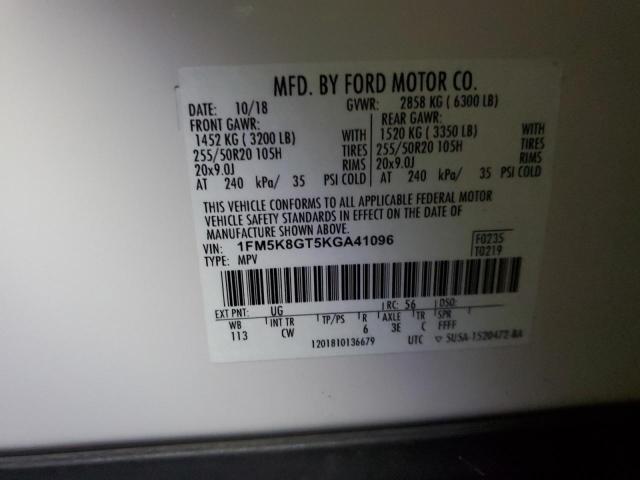 MFD. BY FORD MOTOR CO.
DATE: 10/18 GVWR: 2858 KG ( 6300 LB)
FRONT GAWR: REAR GAWR:
1452 KG ( 3200 LB) WITH 1520 KG ( 3350 LB) WITH
255/50R20 105H TIRES 255/50R20 105H TIRES
20x9.0J RIMS 20x9.0J RIMS
AT 240 kPa/ 35 PSI COLD AT 240 kPa/ 35 PSI COLD
THIS VEHICLE CONFORMS TO ALL APPLICABLE FEDERAL MOTOR
VEHICLE SAFETY STANDARDS IN EFFECT ON THE DATE OF
MANUFACTURE SHOWN ABOVE.
VIN: 1FM5K8GT5KGA41096 F0235
TYPE: MPV T0219
EXT PNT: UG RC: 56 DSO:
WB INT TR TP/PS R AXLE TR SPR
113 CW 6 3E C FFFF
1201810136679 UTC ▽ 5U5A-1520472-BA